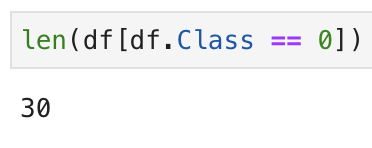 len(df[df.Class == 0])
30